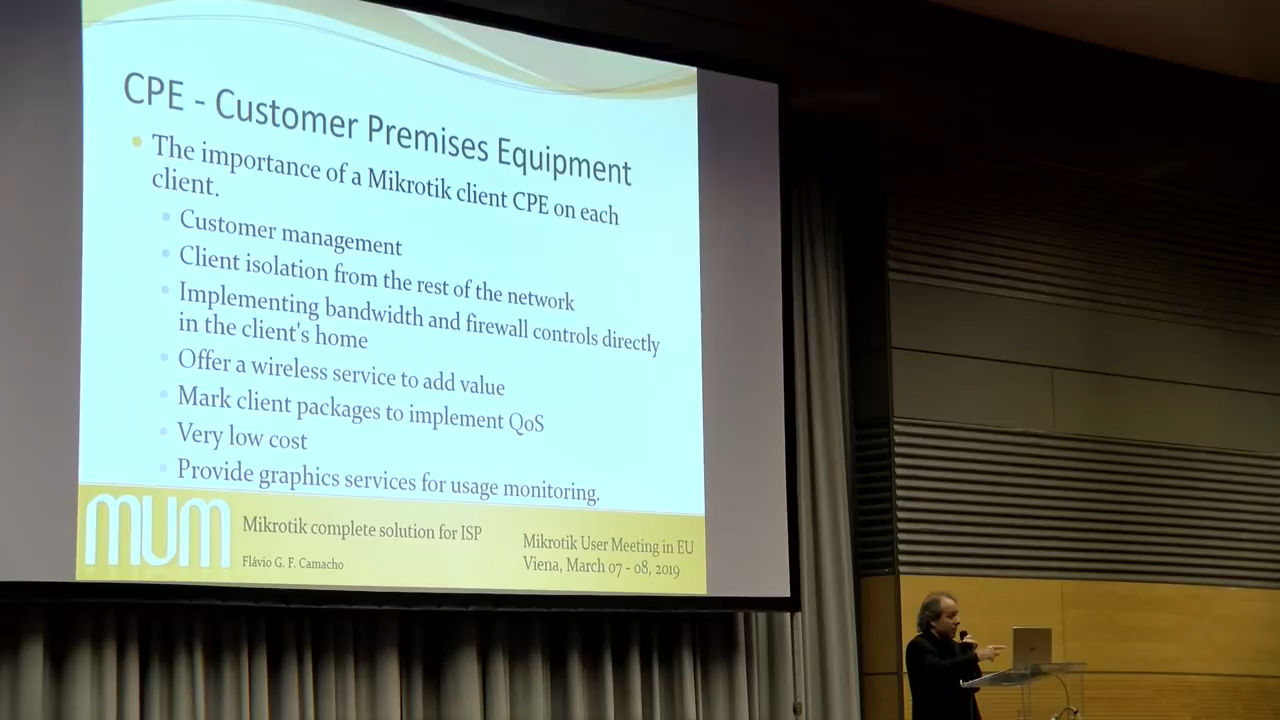 CPE - Customer Premises Equipment
The importance of a Mikrotik client CPE on each
client.
Customer management
Client isolation from the rest of the network
Implementing bandwidth and firewall controls directly
in the client's home
Offer a wireless service to add value
Mark client packages to implement QoS
Very low cost
Provide graphics services for usage monitoring.
MUM
Mikrotik complete solution for ISP
Flávio G. F. Camacho
Mikrotik User Meeting in EU
Viena, March 07 - 08, 2019